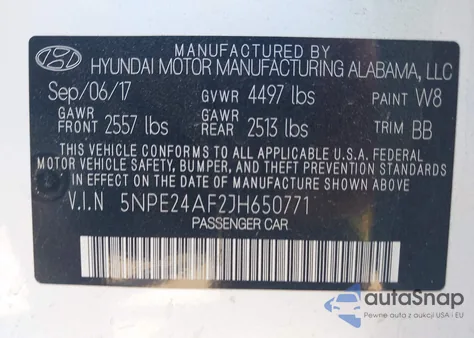 MANUFACTURED BY
HYUNDAI MOTOR MANUFACTURING ALABAMA, LLC
Sep/06/17 GVWR 4497 lbs PAINT W8
GAWR FRONT 2557 lbs GAWR REAR 2513 lbs TRIM BB
THIS VEHICLE CONFORMS TO ALL APPLICABLE U.S.A. FEDERAL
MOTOR VEHICLE SAFETY, BUMPER, AND THEFT PREVENTION
STANDARDS IN EFFECT ON THE DATE OF MANUFACTURE SHOWN ABOVE.
V.I.N 5NPE24AF2JH650771
PASSENGER CAR
autoSnap
Pewne auta z aukcji USA i EU